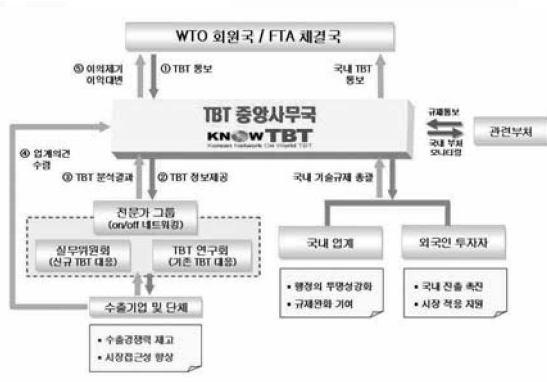 WTO 회원국 / FTA 체결국
⑤ 이의제기
이익대변
① TBT 통보
국내 TBT
통보
TBT 중앙사무국
KNOW TBT
Korean Network On World TBT
규제통보
국내 부처
모니터링
관련부처
④ 업계의견
수렴
③ TBT 분석결과
② TBT 정보제공
국내 기술규제 총괄
전문가 그룹
(on/off 네트워킹)
실무위원회
(신규 TBT 대응)
TBT 연구회
(기존 TBT 대응)
국내 업계
외국인 투자자
• 행정의 투명성강화
• 규제완화 기여
• 국내 진출 촉진
• 시장 적응 지원
수출기업 및 단체
• 수출경쟁력 제고
• 시장접근성 향상